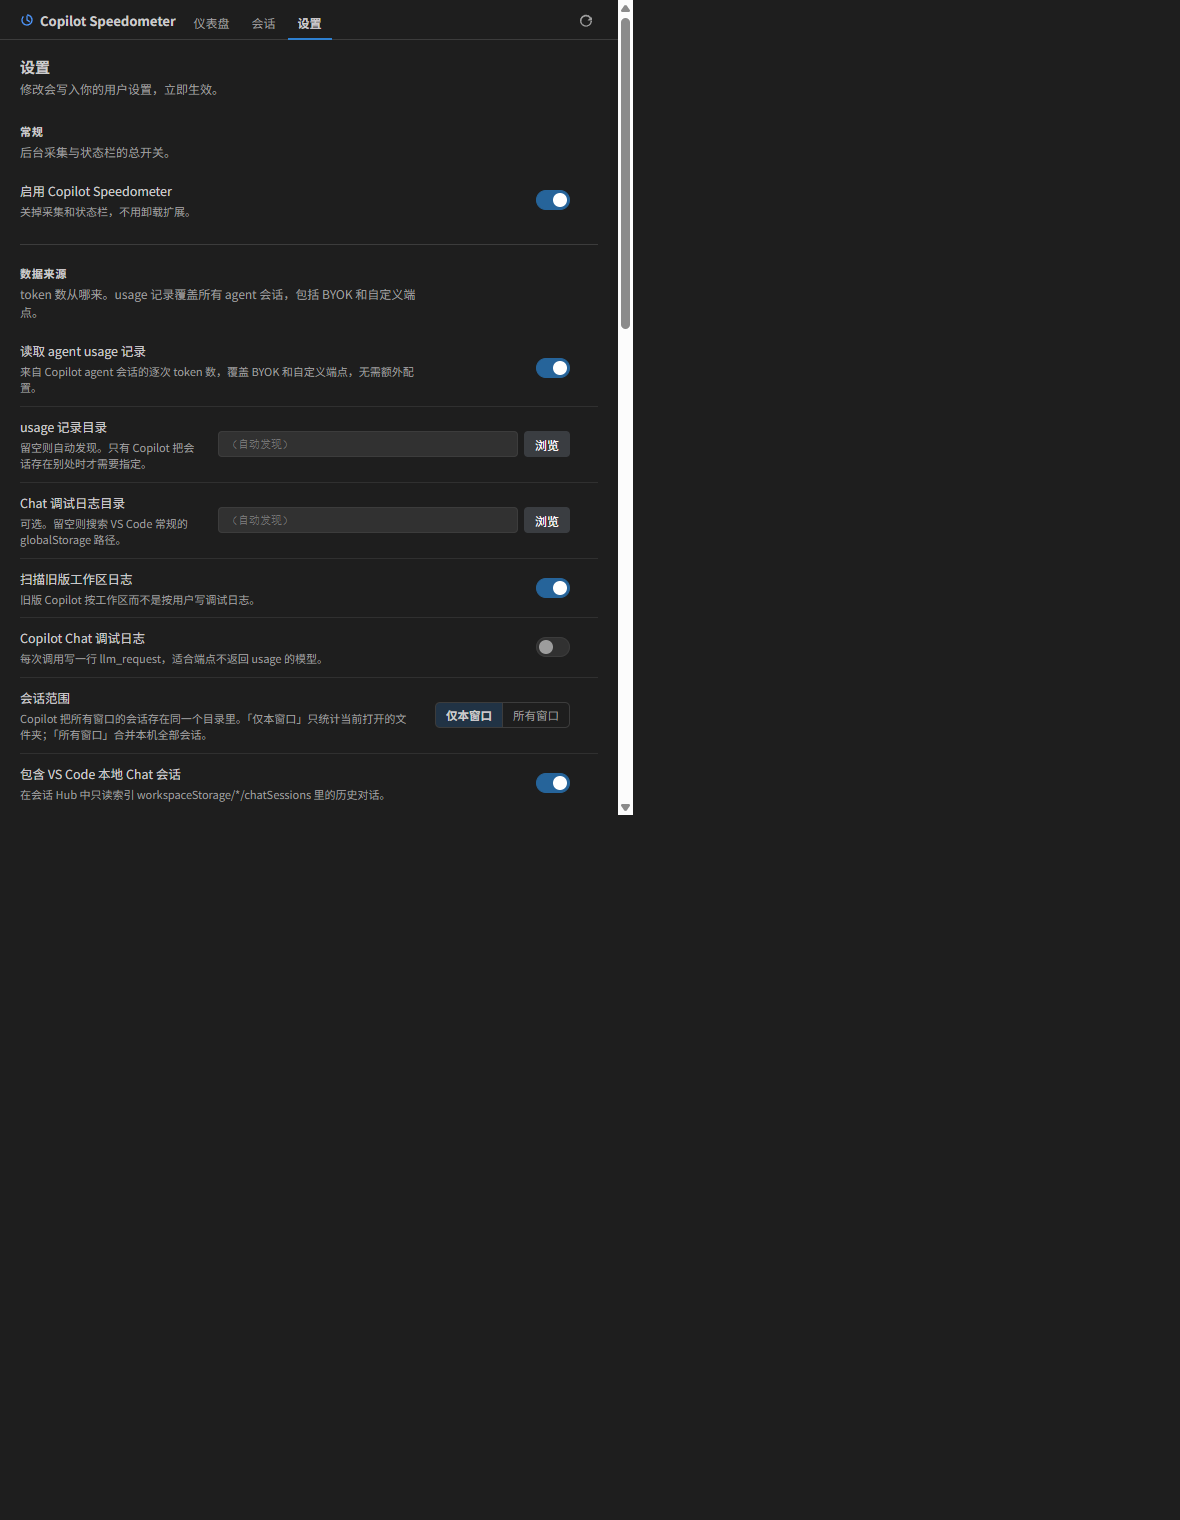 Copilot Speedometer 仪表盘 会话 设置
设置
修改会写入你的用户设置，立即生效。
常规
后台采集与状态栏的总开关。
启用 Copilot Speedometer
关掉采集和状态栏，不用卸载扩展。
数据来源
token 数从哪来。usage 记录覆盖所有 agent 会话，包括 BYOK 和自定义端
点。
读取 agent usage 记录
来自 Copilot agent 会话的逐次 token 数，覆盖 BYOK 和自定义端点，无需额外配
置。
usage 记录目录
留空则自动发现。只有 Copilot 把会
话存在别处时才需要指定。
（自动发现） 浏览
Chat 调试日志目录
可选。留空则搜索 VS Code 常规的
globalStorage 路径。
（自动发现） 浏览
扫描旧版工作区日志
旧版 Copilot 按工作区而不是按用户写调试日志。
Copilot Chat 调试日志
每次调用写一行 llm_request，适合端点不返回 usage 的模型。
会话范围
Copilot 把所有窗口的会话存在同一个目录里。「仅本窗口」只统计当前打开的文
件夹；「所有窗口」合并本机全部会话。
仅本窗口 所有窗口
包含 VS Code 本地 Chat 会话
在会话 Hub 中只读索引 workspaceStorage/*/chatSessions 里的历史对话。